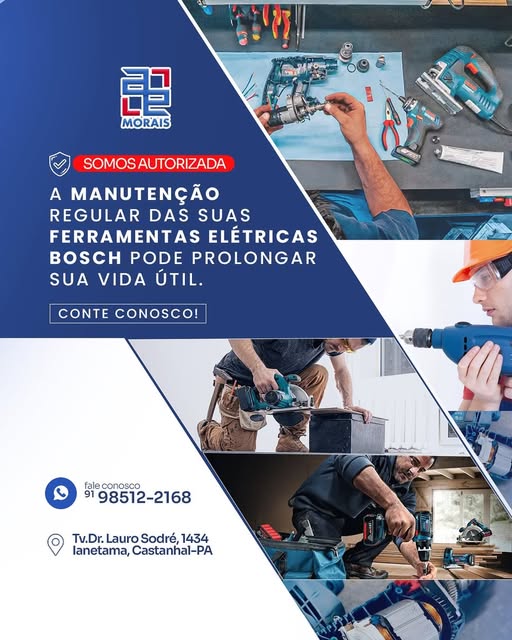 MORAIS
SOMOS AUTORIZADA
A MANUTENÇÃO
REGULAR DAS SUAS
FERRAMENTAS ELÉTRICAS
BOSCH PODE PROLONGAR
SUA VIDA ÚTIL.
CONTE CONOSCO!
fale conosco
91 98512-2168
Tv.Dr. Lauro Sodré, 1434
Ianetama, Castanhal-PA